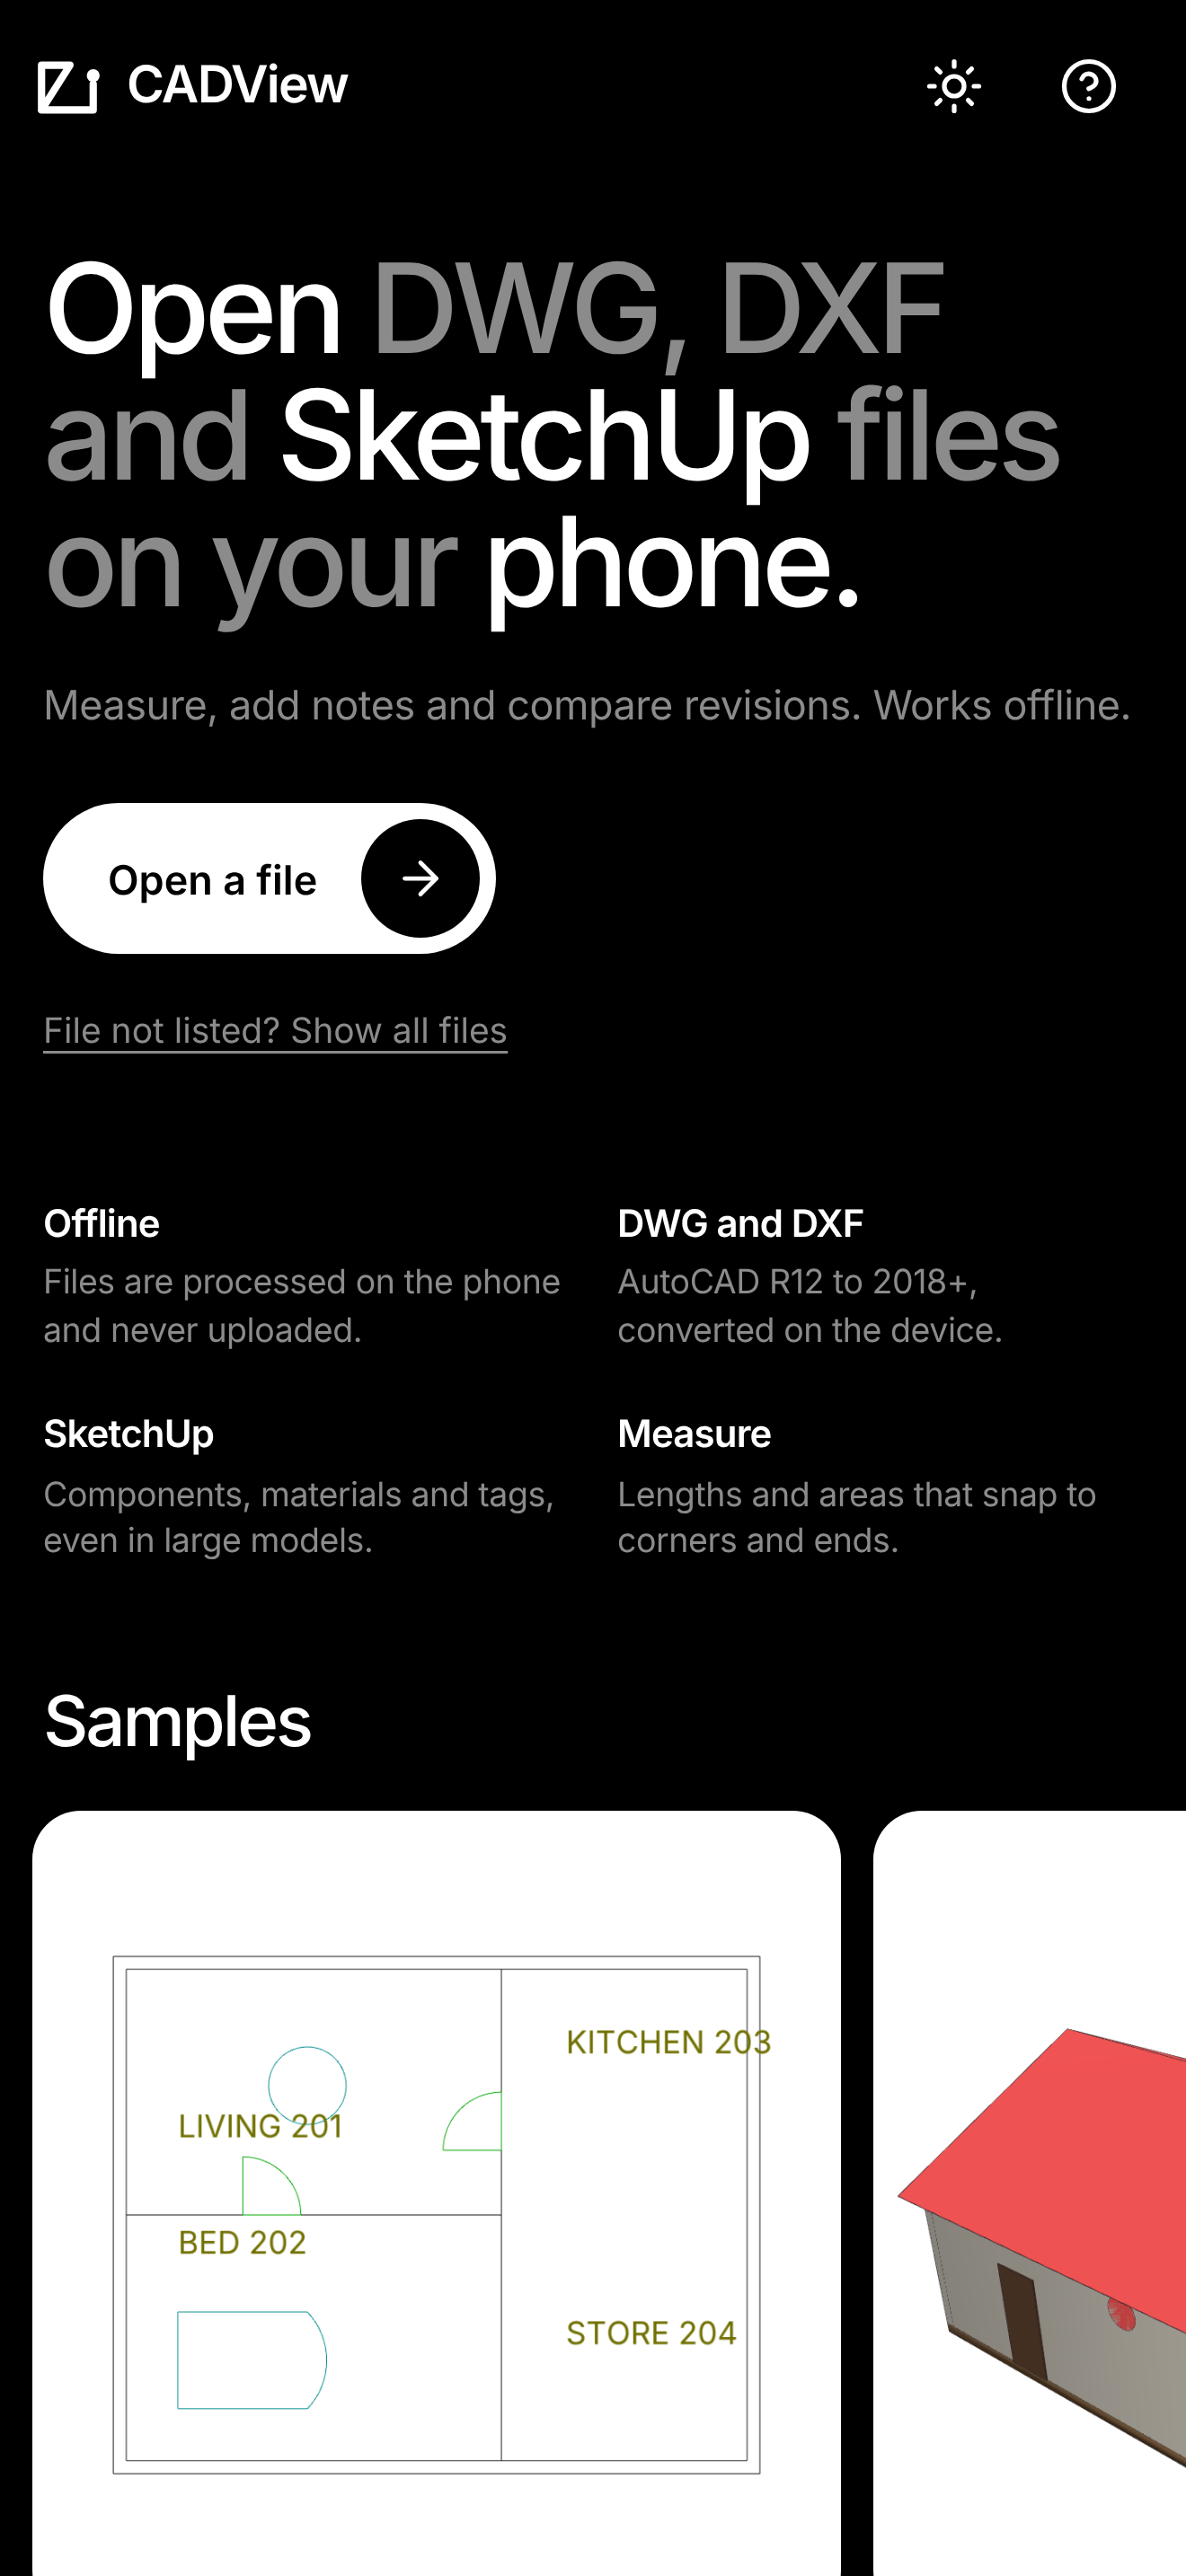 CADView
Open DWG, DXF
and SketchUp files
on your phone.
Measure, add notes and compare revisions. Works offline.
Open a file
File not listed? Show all files
Offline
Files are processed on the phone
and never uploaded.
DWG and DXF
AutoCAD R12 to 2018+,
converted on the device.
SketchUp
Components, materials and tags,
even in large models.
Measure
Lengths and areas that snap to
corners and ends.
Samples
KITCHEN 203
LIVING 201
BED 202
STORE 204